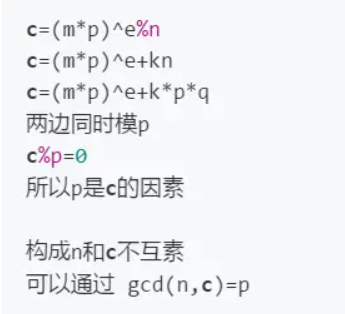 c=(m*p)^e%n
c=(m*p)^e+kn
c=(m*p)^e+k*p*q
两边同时模p
c%p=0
所以p是c的因素
构成n和c不互素
可以通过 gcd(n,c)=p